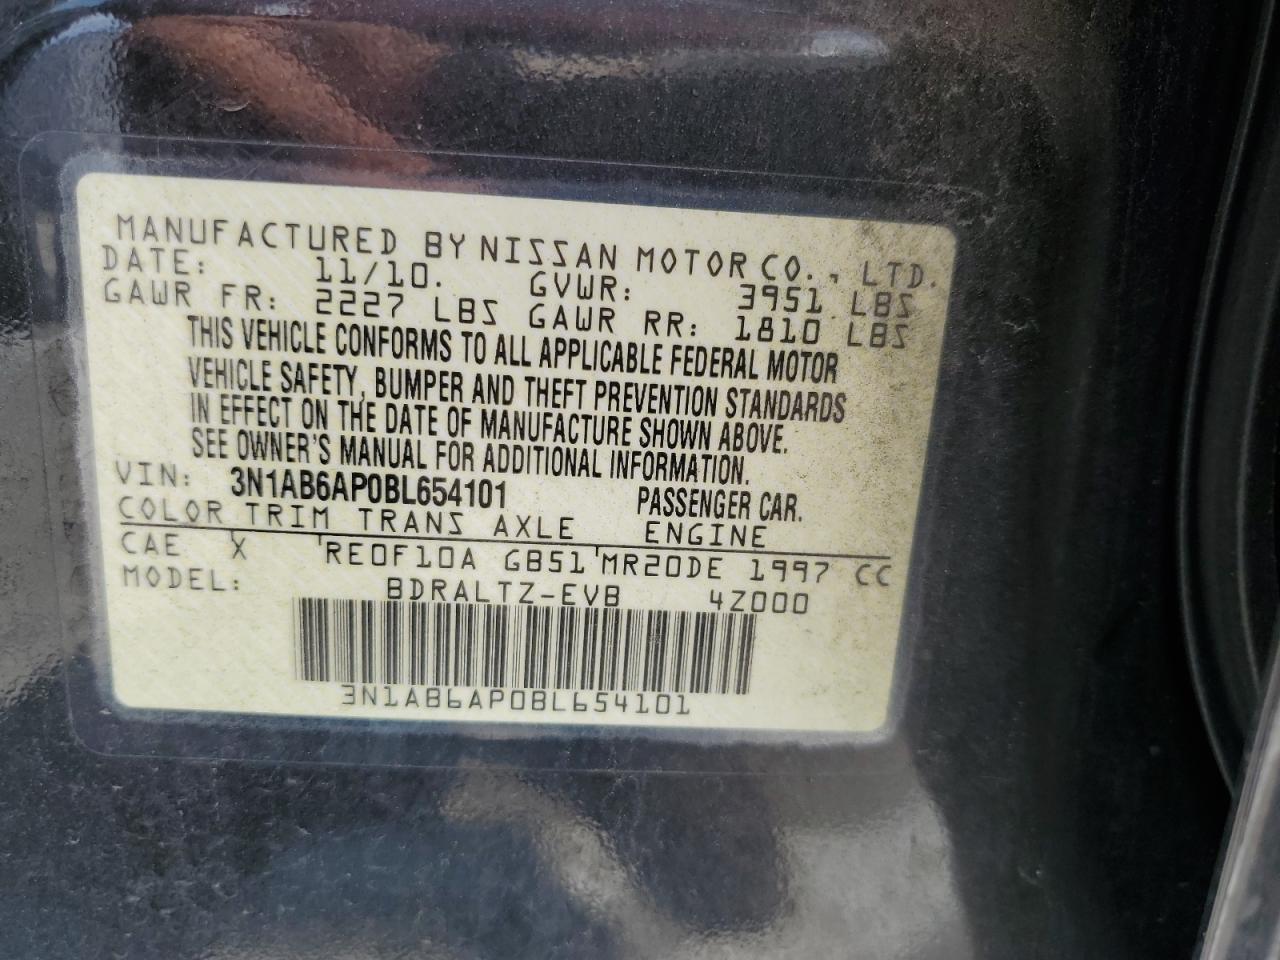 MANUFACTURED BY NISSAN MOTOR CO., LTD.
DATE: 11/10. GVWR: 3951 LBS
GAWR FR: 2227 LBS GAWR RR: 1810 LBS
THIS VEHICLE CONFORMS TO ALL APPLICABLE FEDERAL MOTOR
VEHICLE SAFETY, BUMPER AND THEFT PREVENTION STANDARDS
IN EFFECT ON THE DATE OF MANUFACTURE SHOWN ABOVE.
SEE OWNER'S MANUAL FOR ADDITIONAL INFORMATION.
VIN: 3N1AB6AP0BL654101 PASSENGER CAR.
COLOR TRIM TRANS AXLE ENGINE
CAE X RE0F10A GB51 MR20DE 1997 CC
MODEL: BDRALTZ-EVB 4Z000
3N1AB6AP0BL654101